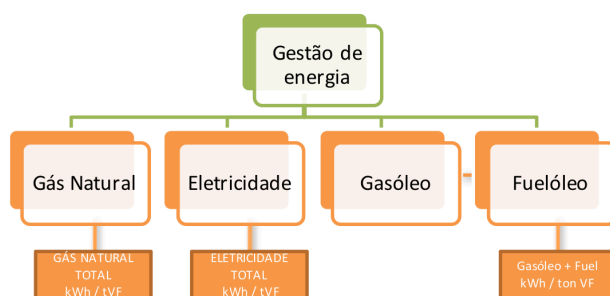 Gestão de
energia
Gás Natural
Eletricidade
Gasóleo
Fuelóleo
GÁS NATURAL
TOTAL
kWh / tVF
ELETRICIDADE
TOTAL
kWh / tVF
Gasóleo + Fuel
kWh / ton VF